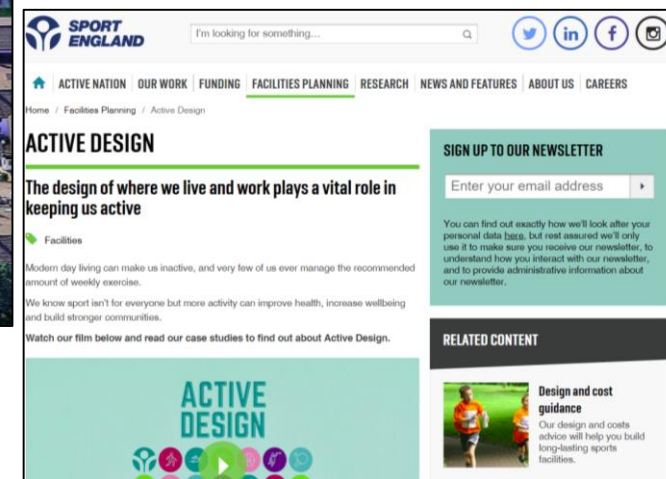 SPORT
ENGLAND
I'm looking for something...
ACTIVE NATION
OUR WORK
FUNDING
FACILITIES PLANNING
RESEARCH
NEWS AND FEATURES
ABOUT US
CAREERS
Home / Facilities Planning / Active Design
ACTIVE DESIGN
The design of where we live and work plays a vital role in
keeping us active
Facilities
Modern day living can make us inactive, and very few of us ever manage the recommended
amount of weekly exercise.
We know sport isn't for everyone but more activity can improve health, increase wellbeing
and build stronger communities.
Watch our film below and read our case studies to find out about Active Design.
ACTIVE
DESIGN
SIGN UP TO OUR NEWSLETTER
Enter your email address
You can find out exactly how we'll look after your
personal data here, but rest assured we'll only
use it to make sure you receive our newsletter, to
understand how you interact with our newsletter,
and to provide administrative information about
our newsletter.
RELATED CONTENT
Design and cost
guidance
Our design and costs
advice will help you build
long-lasting sports
facilities.